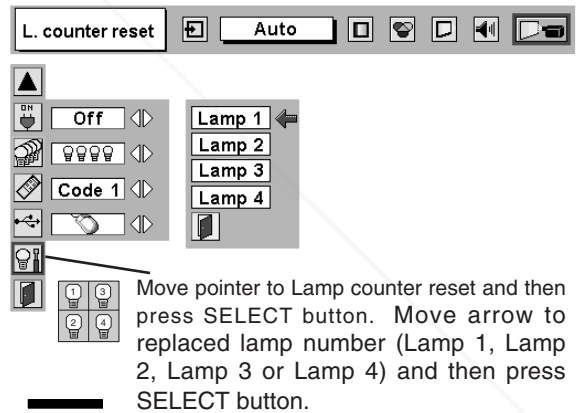 L. counter reset
Auto
ON
Off
Code 1
Lamp 1
Lamp 2
Lamp 3
Lamp 4
1 3
2 4
Move pointer to Lamp counter reset and then
press SELECT button. Move arrow to
replaced lamp number (Lamp 1, Lamp
2, Lamp 3 or Lamp 4) and then press
SELECT button.